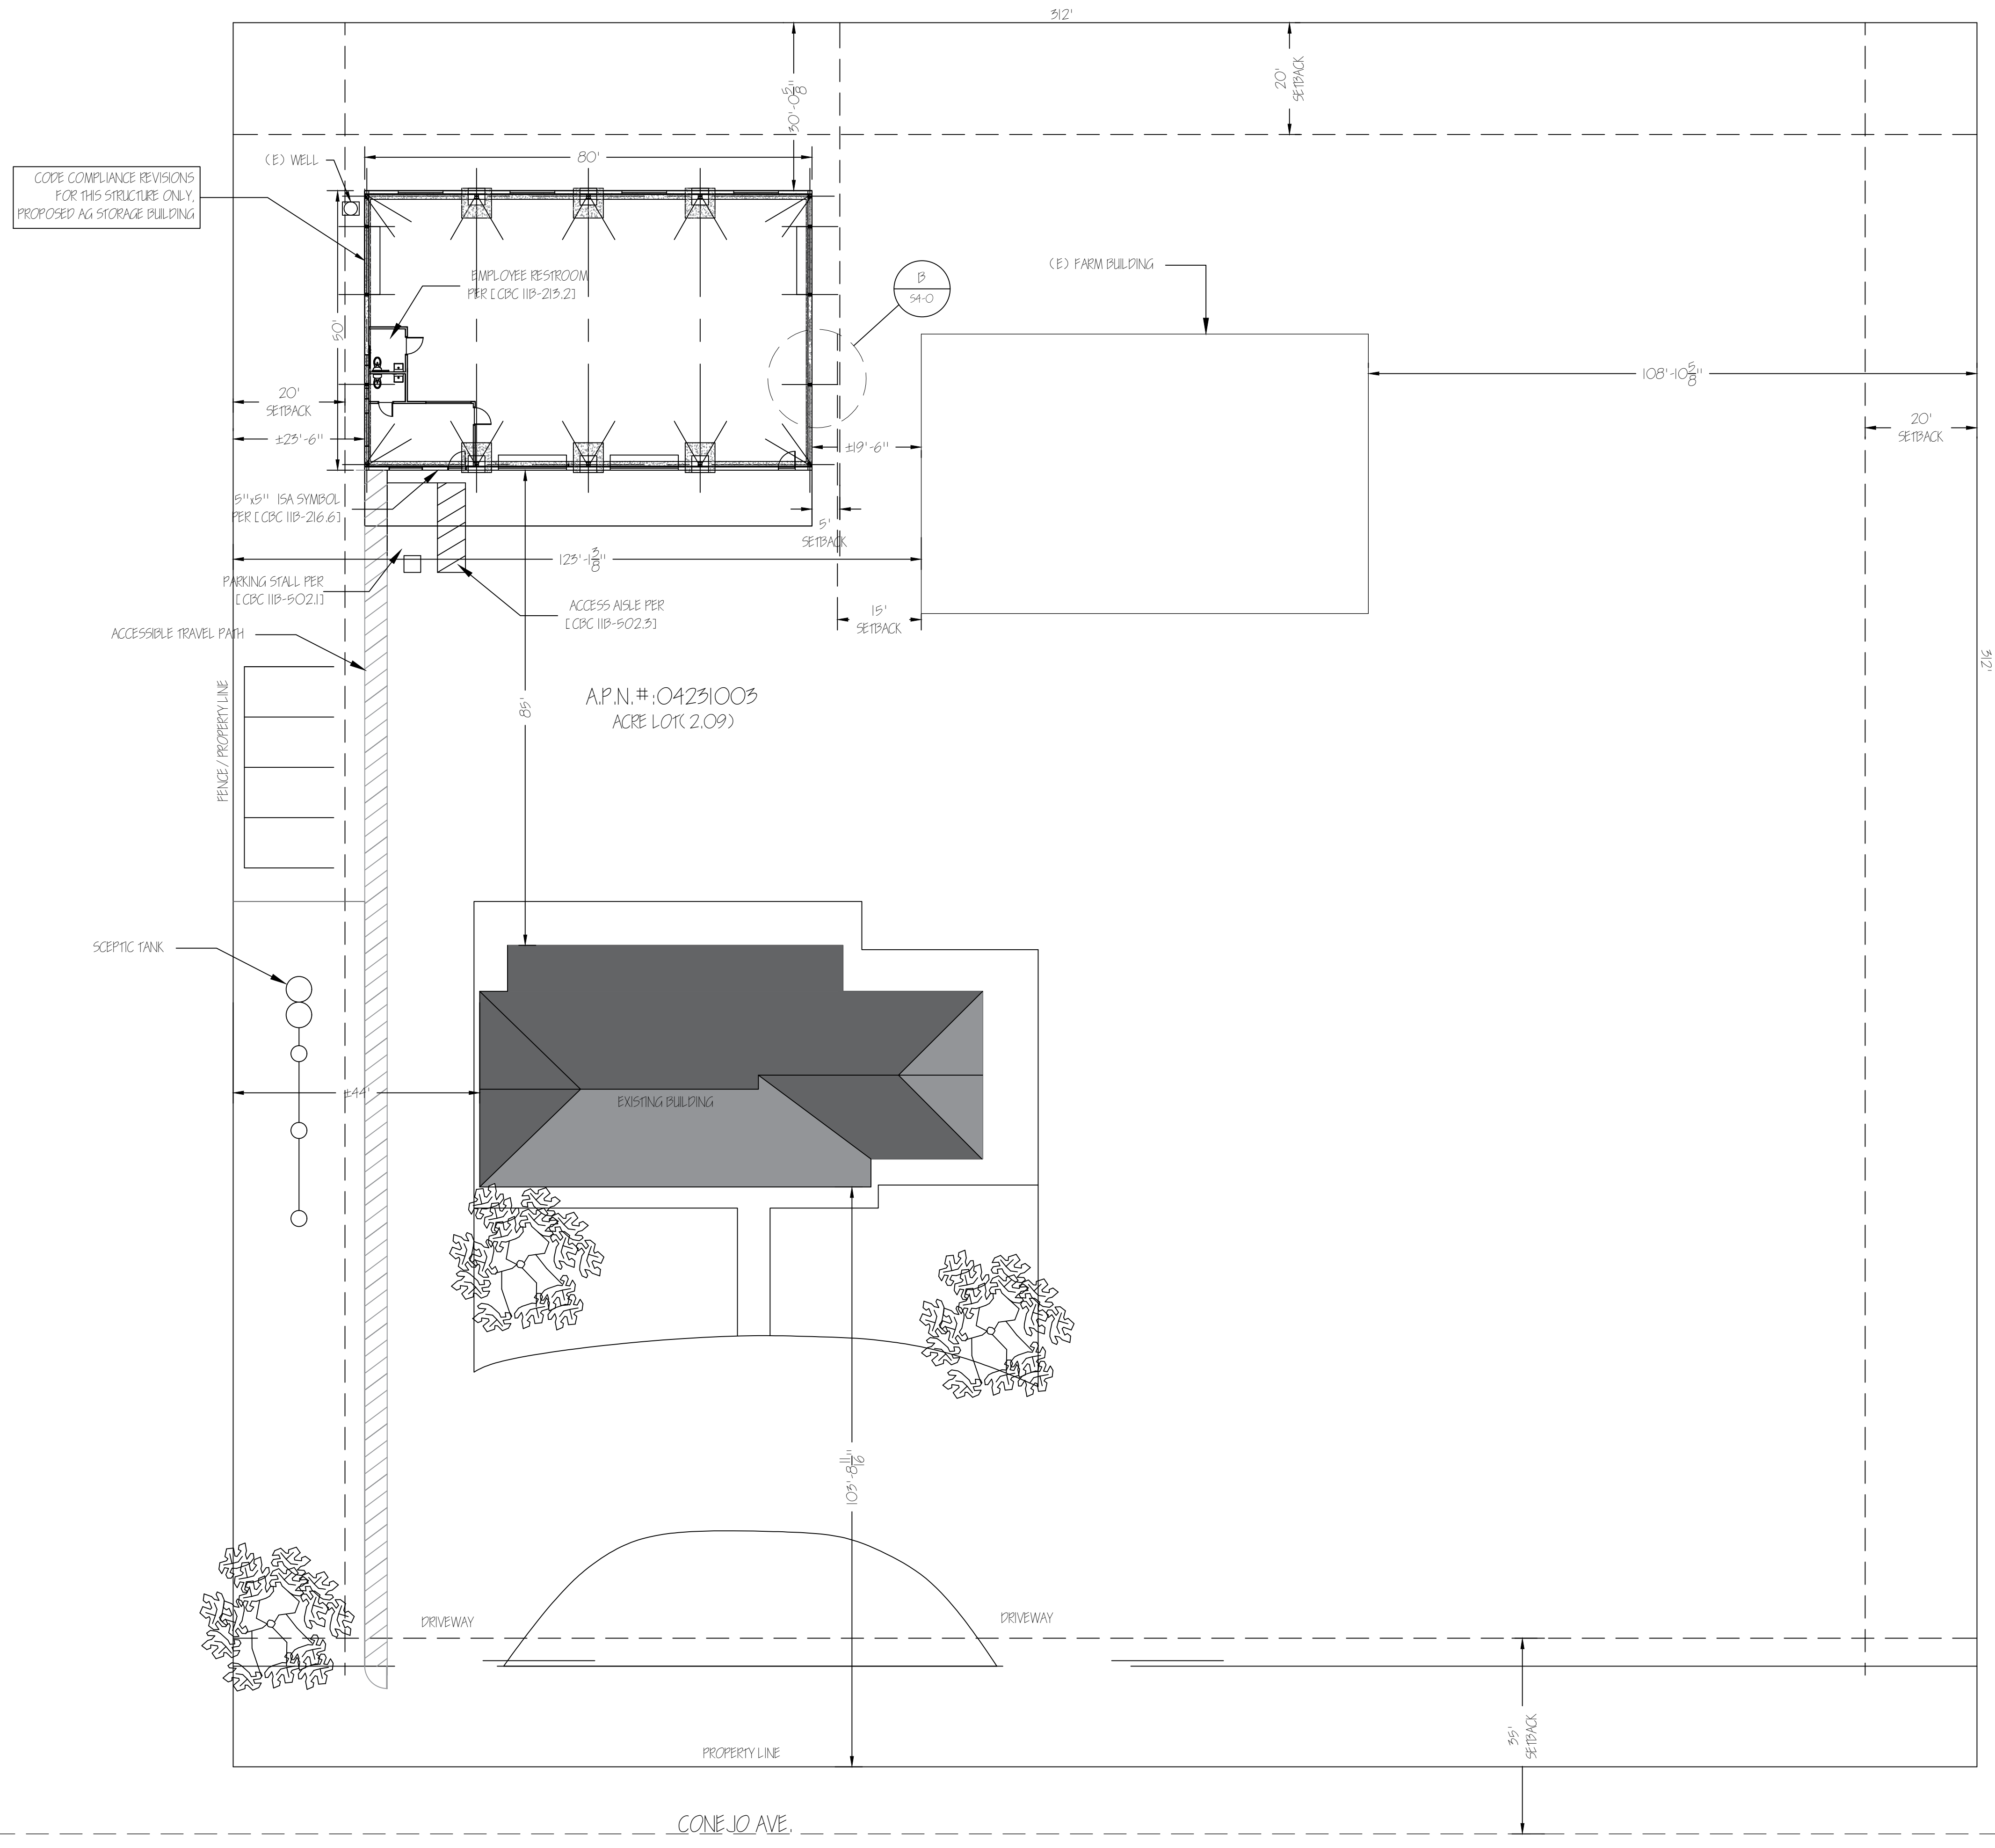 312'
30'-0 5/8"
20'
SETBACK
80'
(E) WELL
CODE COMPLIANCE REVISIONS
FOR THIS STRUCTURE ONLY,
PROPOSED AG STORAGE BUILDING
EMPLOYEE RESTROOM
PER [CBC 11B-213.2]
(E) FARM BUILDING
B
S4-0
50'
108'-10 5/8"
20'
SETBACK
±23'-6"
±19'-6"
20'
SETBACK
5"x5" ISA SYMBOL
PER [CBC 11B-216.6]
5'
SETBACK
123'-1 3/8"
PARKING STALL PER
[CBC 11B-502.1]
ACCESS AISLE PER
[CBC 11B-502.3]
15'
SETBACK
ACCESSIBLE TRAVEL PATH
312'
FENCE / PROPERTY LINE
85'
A.P.N.#:04231003
ACRE LOT(2.09)
SCEPTIC TANK
±44'
EXISTING BUILDING
103'-8 11/16"
DRIVEWAY
DRIVEWAY
35'
SETBACK
PROPERTY LINE
CONEJO AVE.